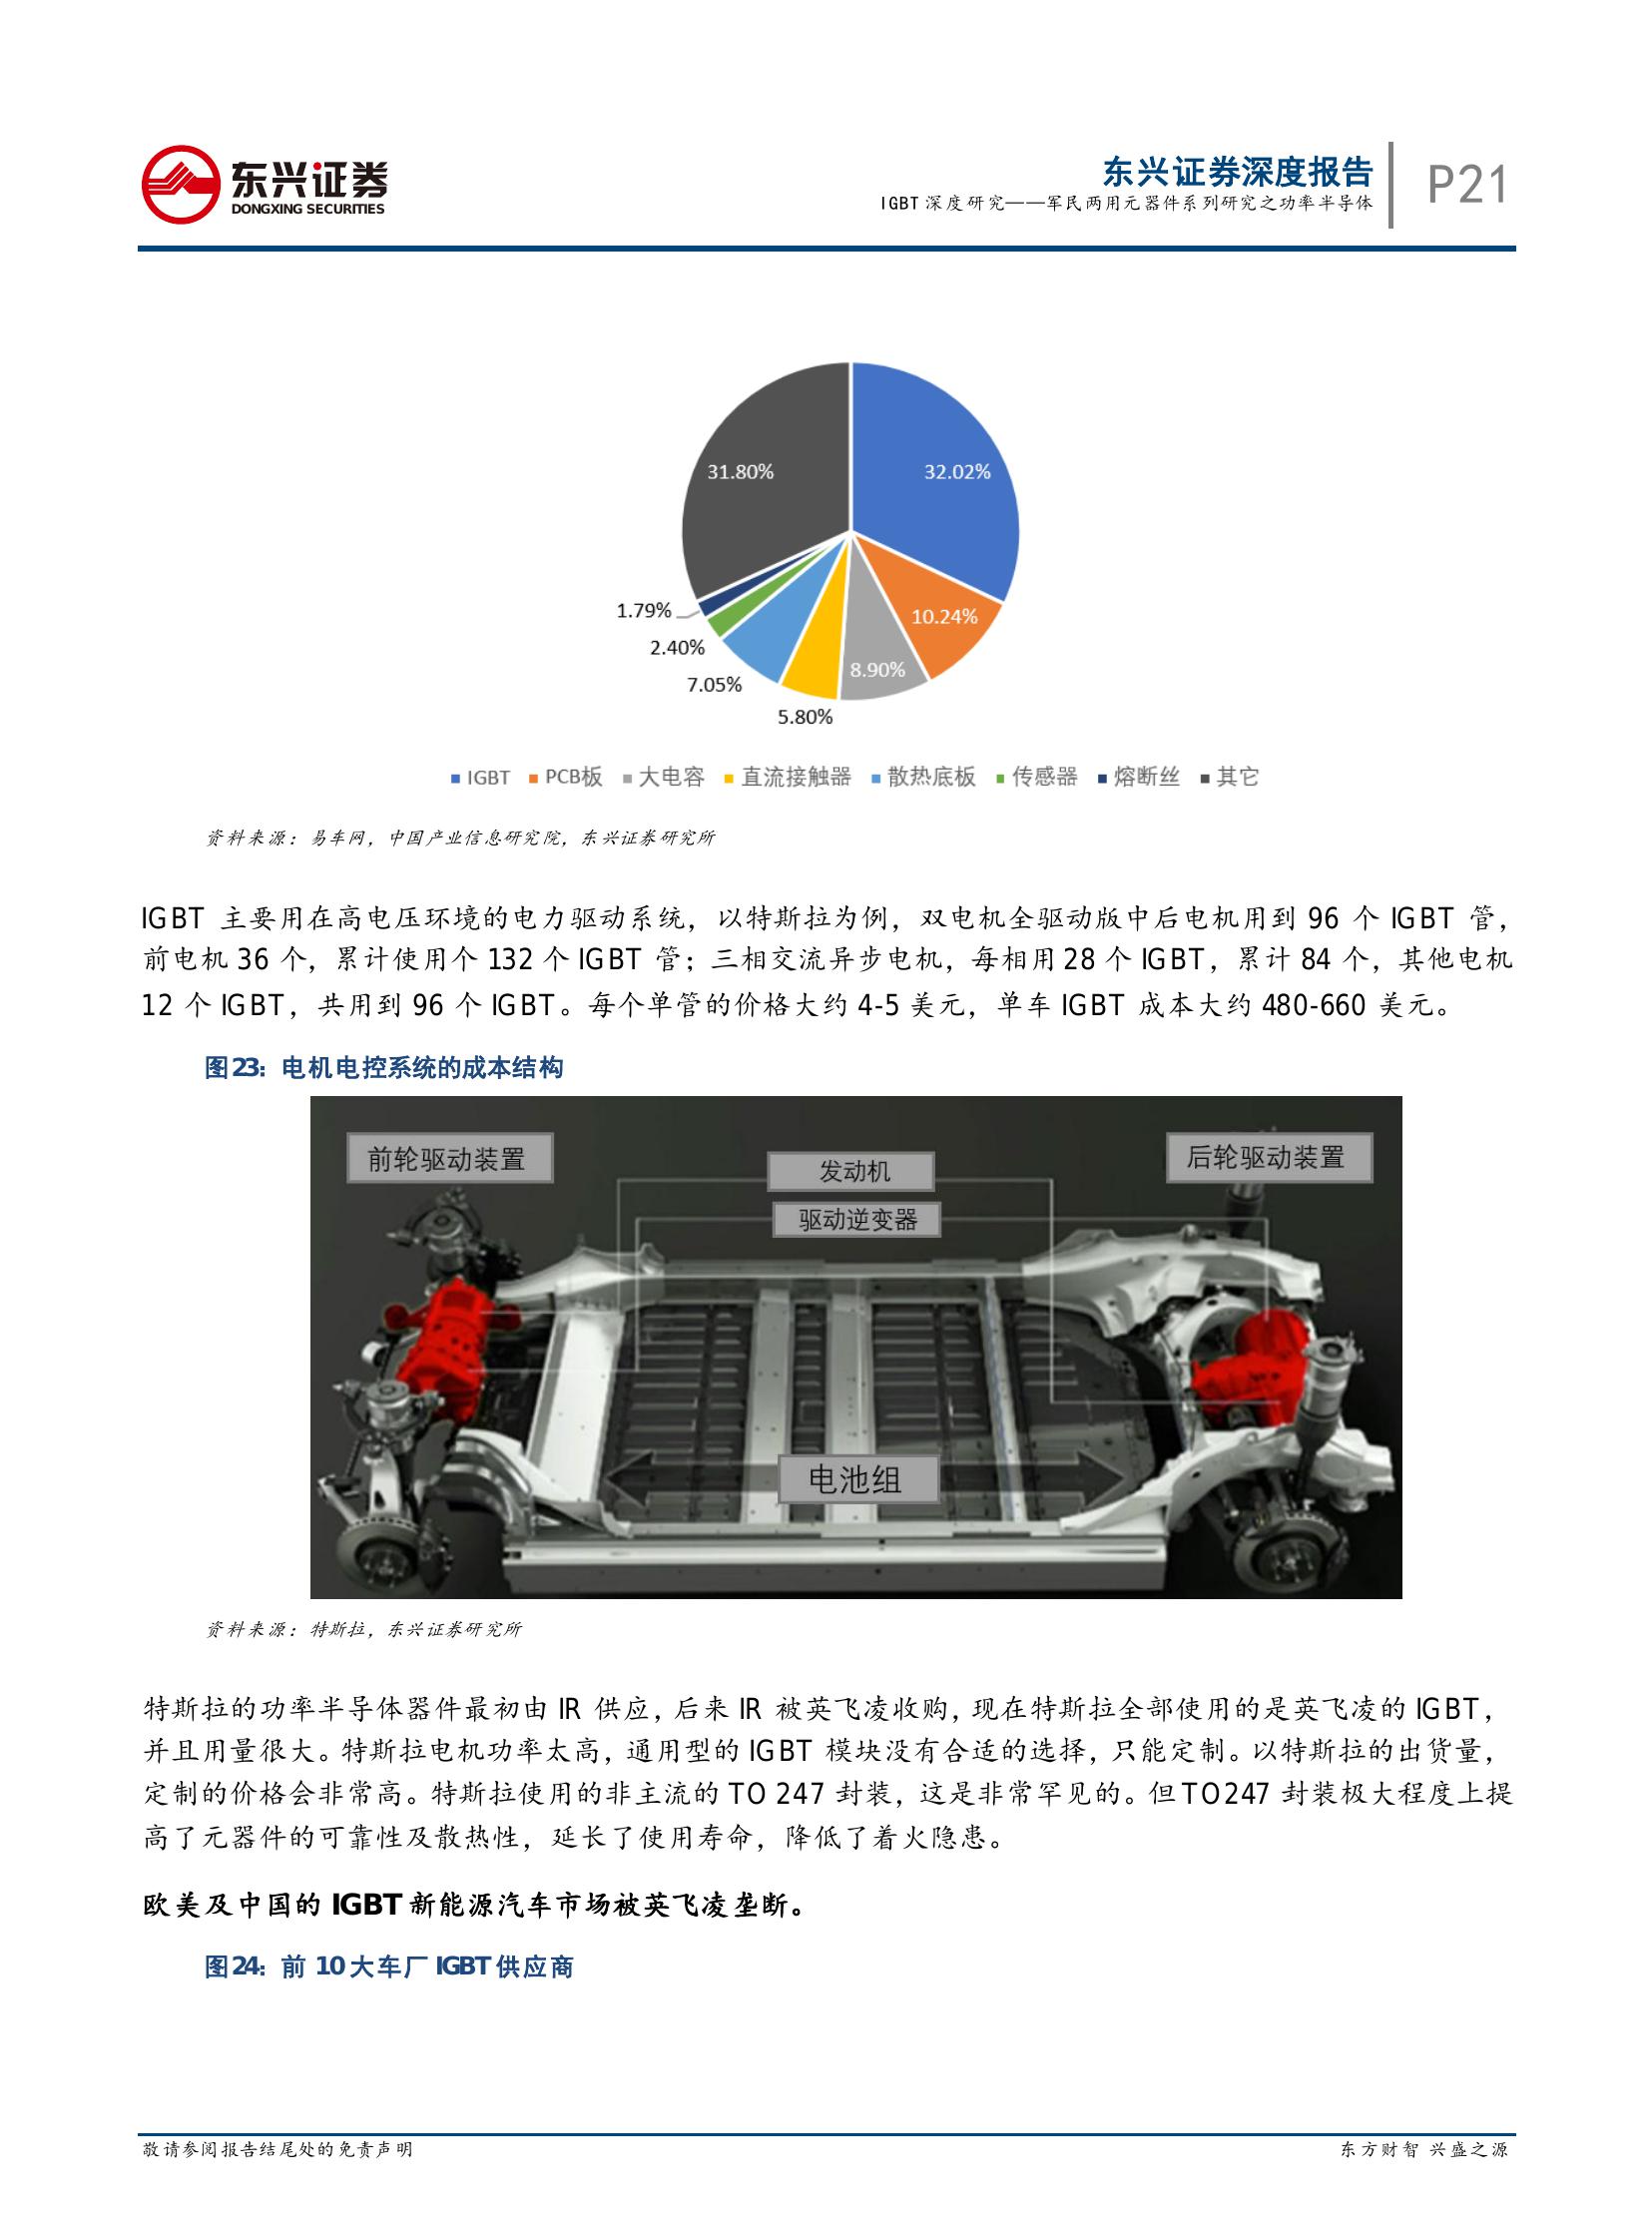 东兴证券
DONGXING SECURITIES
东兴证券深度报告
IGBT 深度研究——军民两用元器件系列研究之功率半导体
P21
31.80%
32.02%
10.24%
8.90%
1.79%
2.40%
7.05%
5.80%
IGBT PCB板 大电容 直流接触器 散热底板 传感器 熔断丝 其它
资料来源：易车网，中国产业信息研究院，东兴证券研究所
IGBT 主要用在高电压环境的电力驱动系统，以特斯拉为例，双电机全驱动版中后电机用到 96 个 IGBT 管，
前电机 36 个，累计使用个 132 个 IGBT 管；三相交流异步电机，每相用 28 个 IGBT，累计 84 个，其他电机
12 个 IGBT，共用到 96 个 IGBT。每个单管的价格大约 4-5 美元，单车 IGBT 成本大约 480-660 美元。
图23：电机电控系统的成本结构
前轮驱动装置
发动机
后轮驱动装置
驱动逆变器
电池组
资料来源：特斯拉，东兴证券研究所
特斯拉的功率半导体器件最初由 IR 供应，后来 IR 被英飞凌收购，现在特斯拉全部使用的是英飞凌的 IGBT，
并且用量很大。特斯拉电机功率太高，通用型的 IGBT 模块没有合适的选择，只能定制。以特斯拉的出货量，
定制的价格会非常高。特斯拉使用的非主流的 TO 247 封装，这是非常罕见的。但 TO247 封装极大程度上提
高了元器件的可靠性及散热性，延长了使用寿命，降低了着火隐患。
欧美及中国的 IGBT 新能源汽车市场被英飞凌垄断。
图24：前 10 大车厂 IGBT 供应商
敬请参阅报告结尾处的免责声明
东方财智 兴盛之源